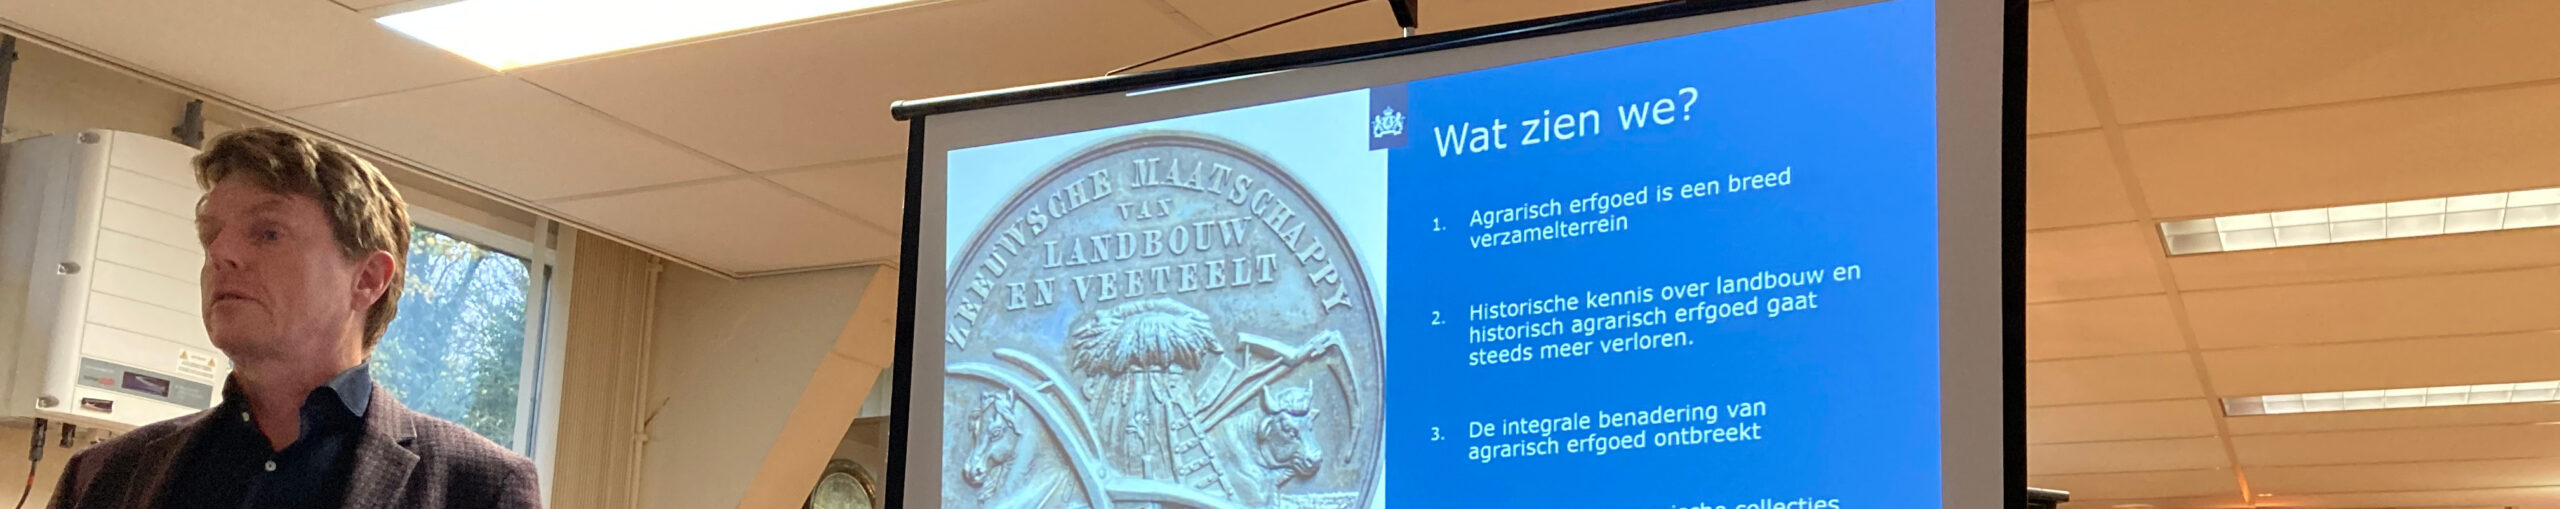 ZEEUWSCHE MAATSCHAPPY
VAN
LANDBOUW
EN VEETEELT
Wat zien we?
1. Agrarisch erfgoed is een breed
verzamelterrein
2. Historische kennis over landbouw en
historisch agrarisch erfgoed gaat
steeds meer verloren.
3. De integrale benadering van
agrarisch erfgoed ontbreekt
collecties